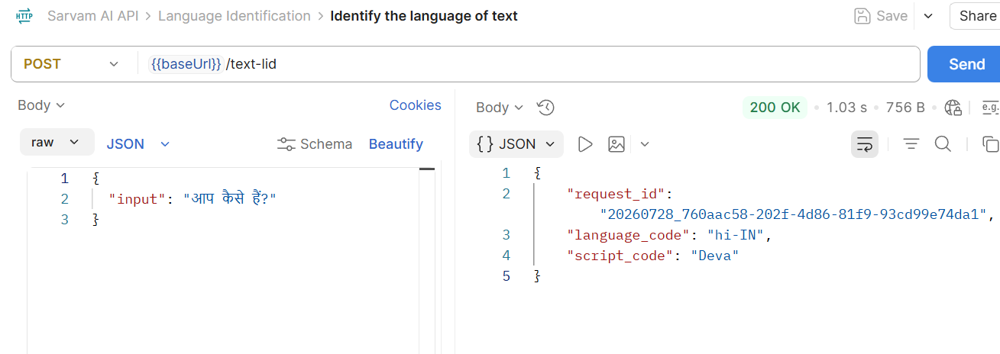 HTTP Sarvam AI API > Language Identification > Identify the language of text Save Share
POST {{baseUrl}} /text-lid Send
Body Cookies
raw JSON Schema Beautify
1 {
2 "input": "आप कैसे हैं?"
3 }
Body 200 OK • 1.03 s • 756 B • e.g.
{} JSON
1 {
2 "request_id":
"20260728_760aac58-202f-4d86-81f9-93cd99e74da1",
3 "language_code": "hi-IN",
4 "script_code": "Deva"
5 }